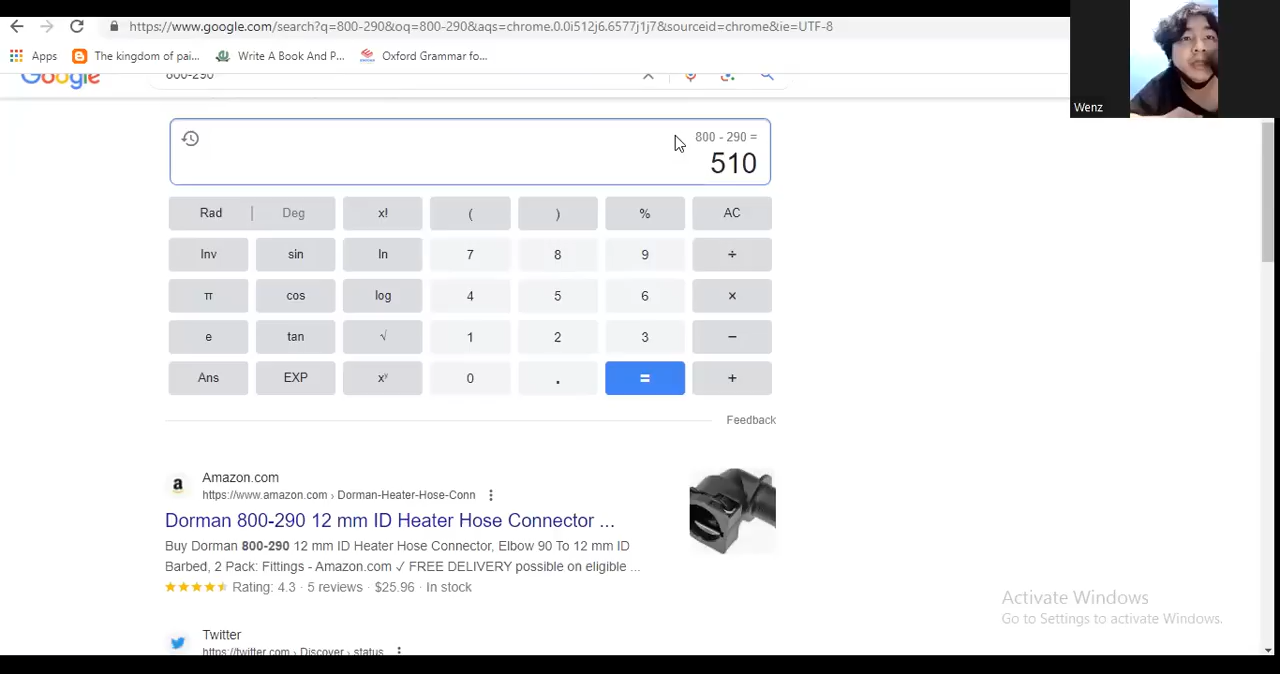 https://www.google.com/search?q=800-290&oq=800-290&aqs=chrome.0.0i512j6.6577j1j7&sourceid=chrome&ie=UTF-8
Apps The kingdom of pai... Write A Book And P... Oxford Grammar fo...
Wenz
Google 800-290
800 - 290 =
510
Rad | Deg x! ( ) % AC
Inv sin ln 7 8 9 ÷
π cos log 4 5 6 ×
e tan √ 1 2 3 −
Ans EXP xʸ 0 . = +
Feedback
a Amazon.com
https://www.amazon.com › Dorman-Heater-Hose-Conn
Dorman 800-290 12 mm ID Heater Hose Connector ...
Buy Dorman 800-290 12 mm ID Heater Hose Connector, Elbow 90 To 12 mm ID
Barbed, 2 Pack: Fittings - Amazon.com ✓ FREE DELIVERY possible on eligible ...
Rating: 4.3 · 5 reviews · $25.96 · In stock
Activate Windows
Go to Settings to activate Windows.
Twitter
https://twitter.com › Discover › status